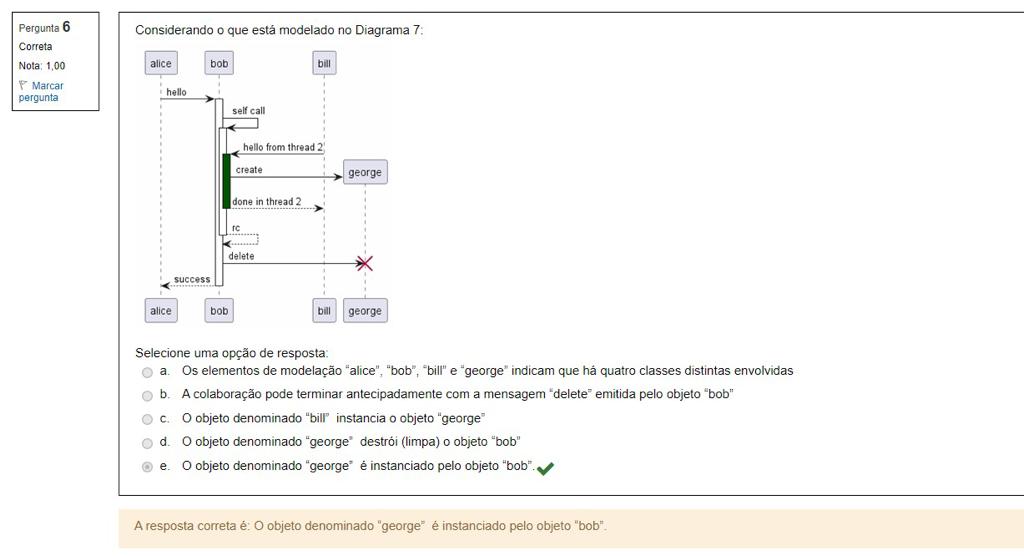 Pergunta 6
Correta
Nota: 1,00
Marcar
pergunta
Considerando o que está modelado no Diagrama 7:
alice bob bill
hello
self call
hello from thread 2
create
george
done in thread 2
rc
delete
success
alice bob bill george
Selecione uma opção de resposta:
a. Os elementos de modelação "alice", "bob", "bill" e "george" indicam que há quatro classes distintas envolvidas
b. A colaboração pode terminar antecipadamente com a mensagem "delete" emitida pelo objeto "bob"
c. O objeto denominado "bill" instancia o objeto "george"
d. O objeto denominado "george" destrói (limpa) o objeto "bob"
e. O objeto denominado "george" é instanciado pelo objeto "bob".
A resposta correta é: O objeto denominado "george" é instanciado pelo objeto "bob".